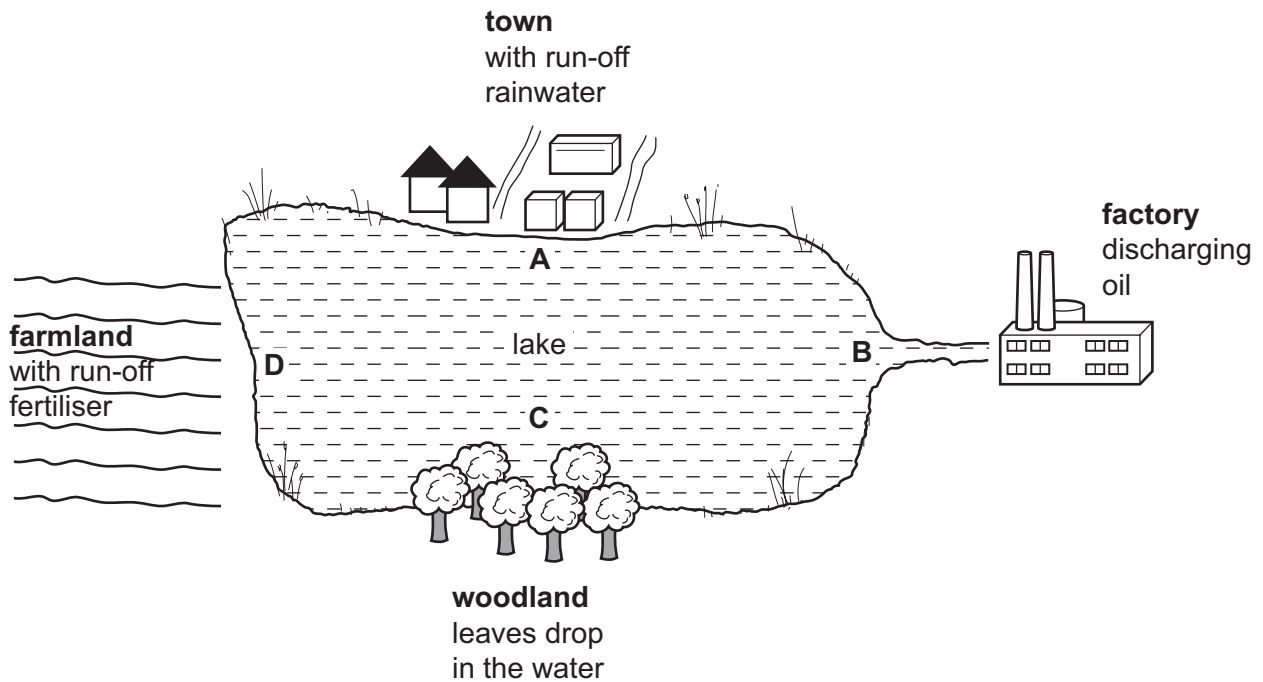 town
with run-off
rainwater
factory
discharging
oil
A
farmland
with run-off
fertiliser
D
lake
B
C
woodland
leaves drop
in the water